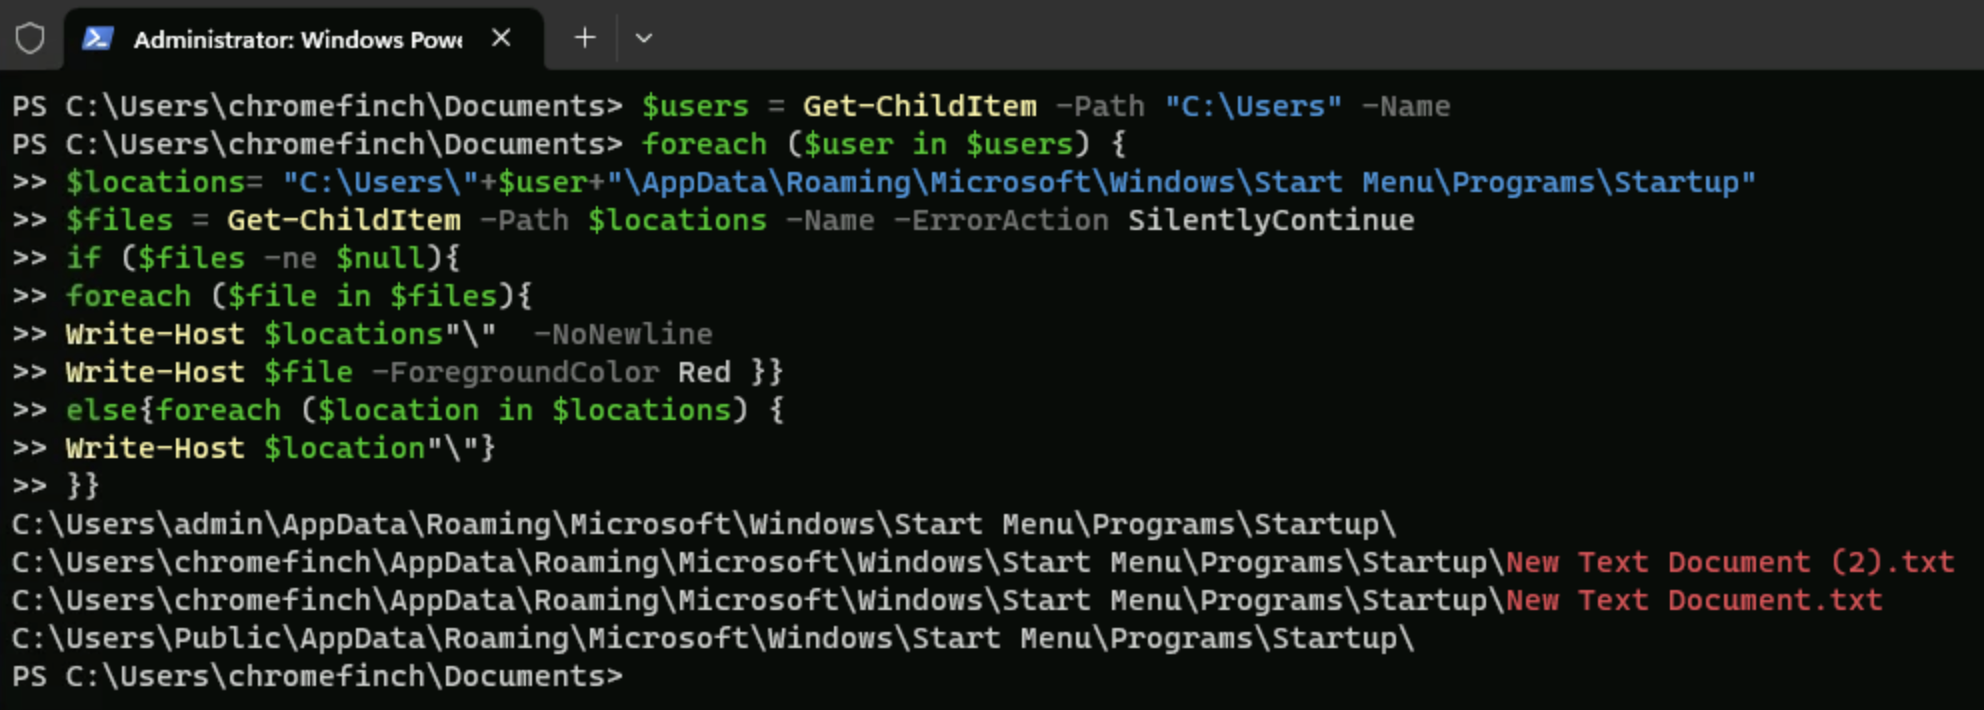 Administrator: Windows Powe
PS C:\Users\chromefinch\Documents> $users = Get-ChildItem -Path "C:\Users" -Name
PS C:\Users\chromefinch\Documents> foreach ($user in $users) {
>> $locations= "C:\Users\"+$user+"\AppData\Roaming\Microsoft\Windows\Start Menu\Programs\Startup"
>> $files = Get-ChildItem -Path $locations -Name -ErrorAction SilentlyContinue
>> if ($files -ne $null){
>> foreach ($file in $files){
>> Write-Host $locations"\"  -NoNewline
>> Write-Host $file -ForegroundColor Red }}
>> else{foreach ($location in $locations) {
>> Write-Host $location"\"}
>> }}
C:\Users\admin\AppData\Roaming\Microsoft\Windows\Start Menu\Programs\Startup\
C:\Users\chromefinch\AppData\Roaming\Microsoft\Windows\Start Menu\Programs\Startup\New Text Document (2).txt
C:\Users\chromefinch\AppData\Roaming\Microsoft\Windows\Start Menu\Programs\Startup\New Text Document.txt
C:\Users\Public\AppData\Roaming\Microsoft\Windows\Start Menu\Programs\Startup\
PS C:\Users\chromefinch\Documents>